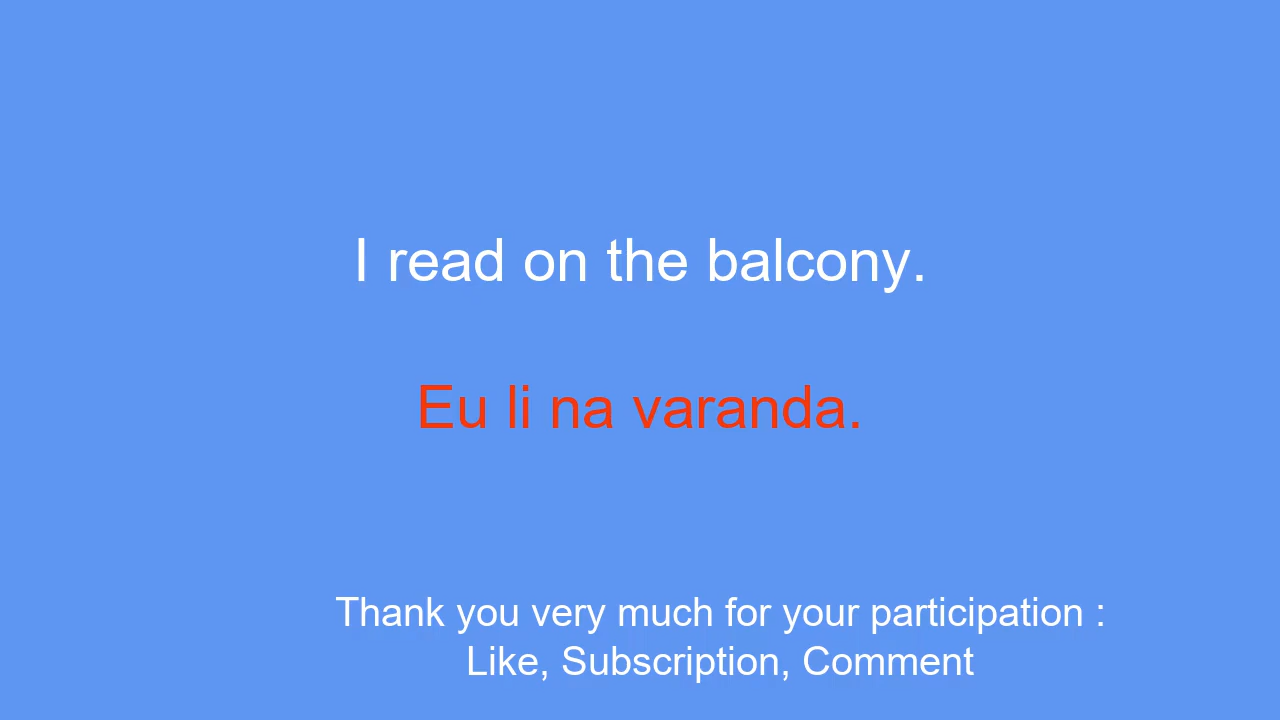 I read on the balcony.
Eu li na varanda.
Thank you very much for your participation :
Like, Subscription, Comment